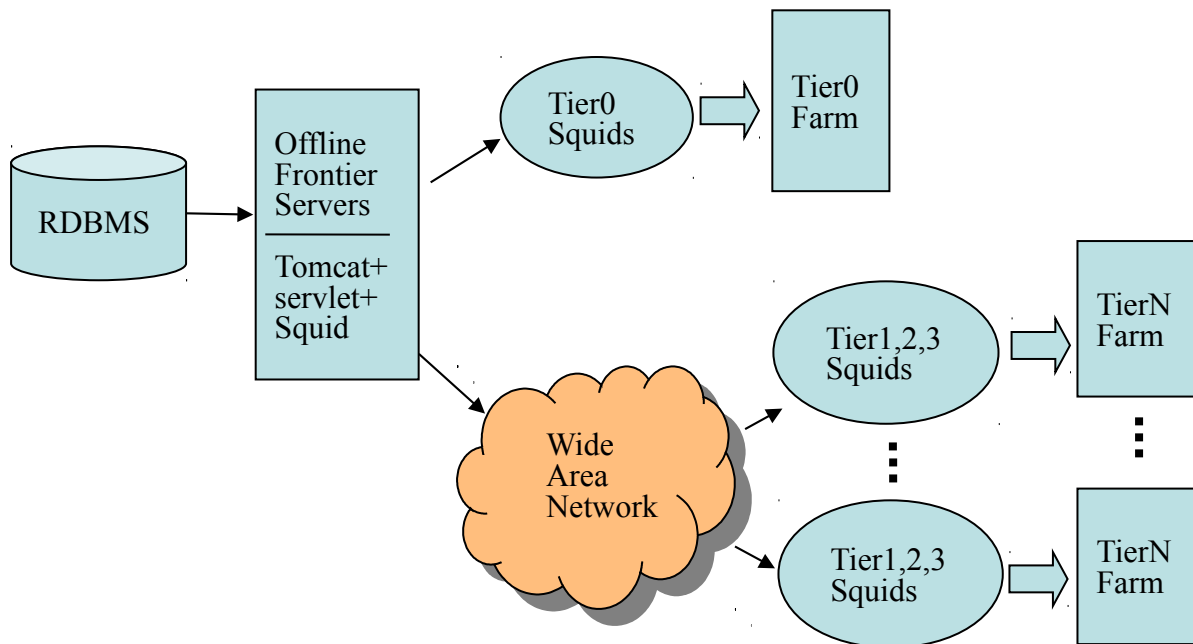 RDBMS
Offline
Frontier
Servers
Tomcat+
servlet+
Squid
Tier0
Squids
Tier0
Farm
Wide
Area
Network
Tier1,2,3
Squids
TierN
Farm
Tier1,2,3
Squids
TierN
Farm